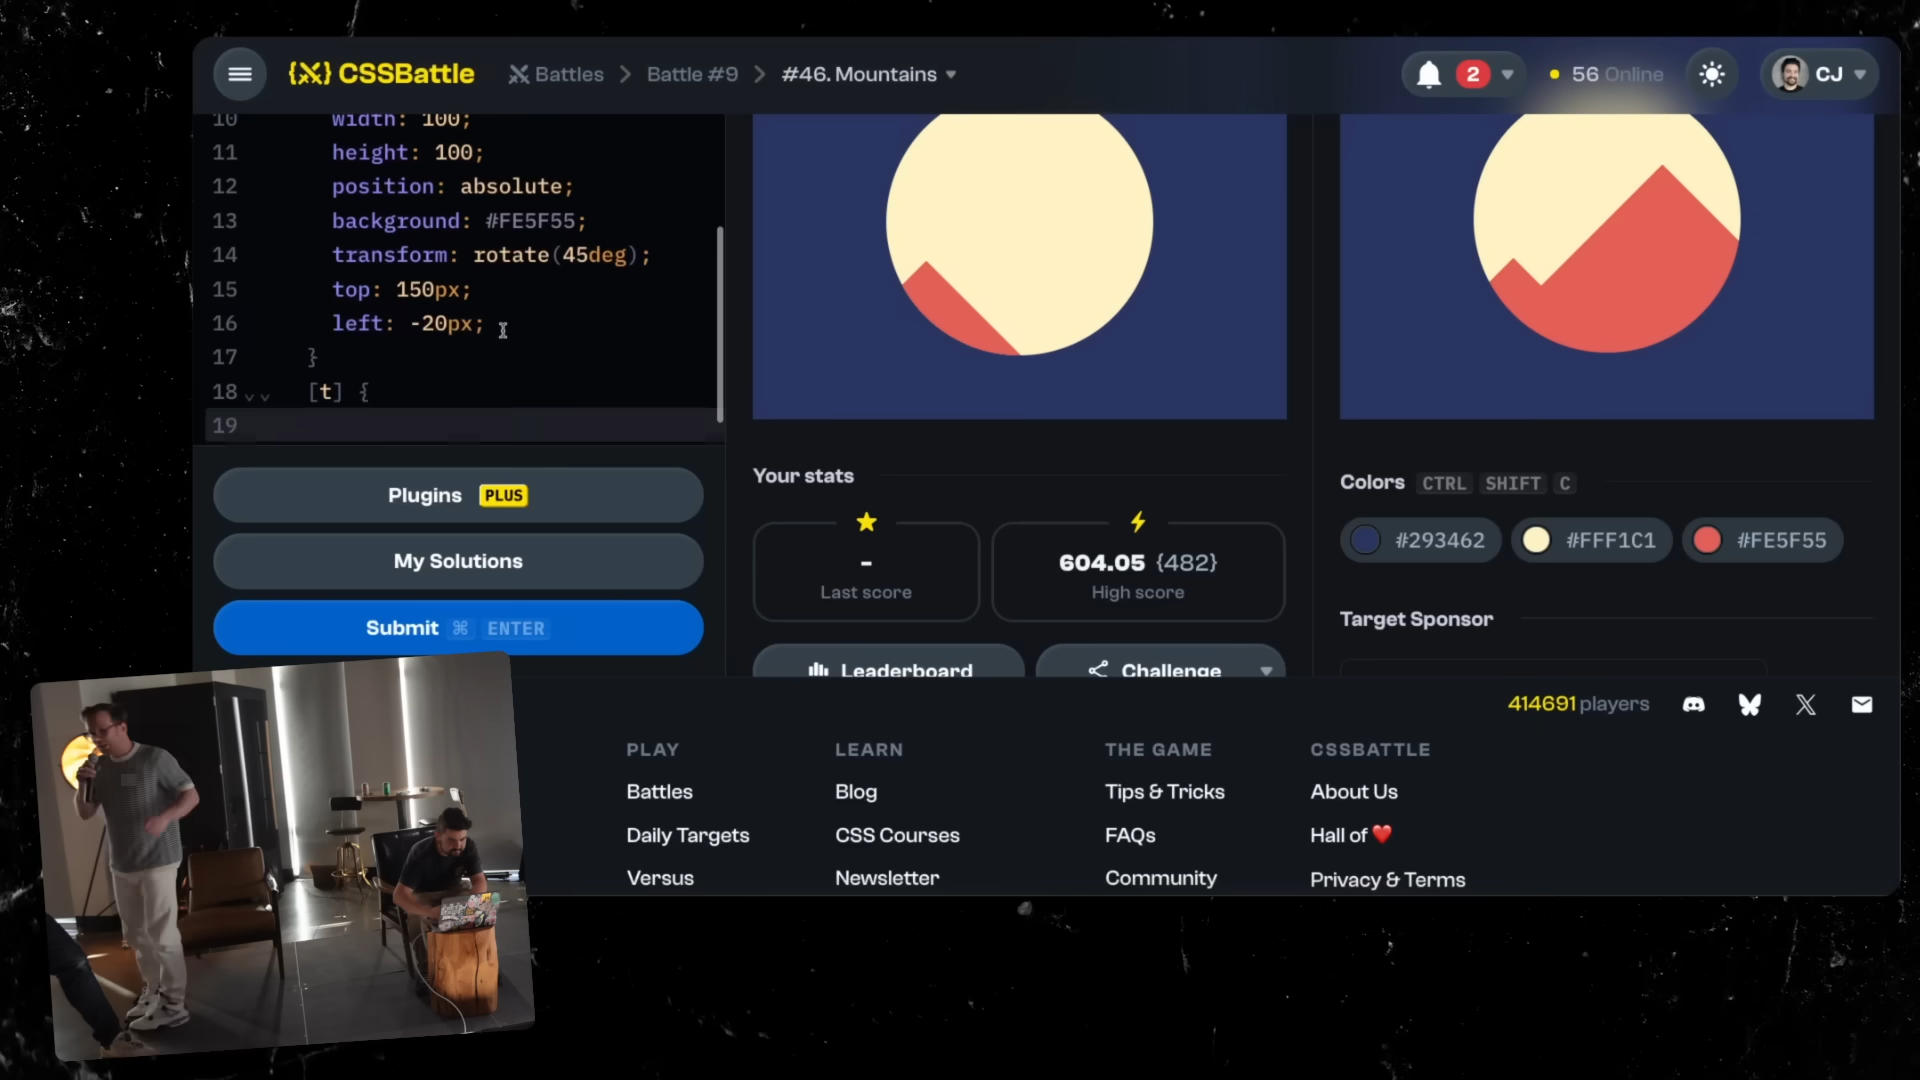 {X} CSSBattle
Battles
Battle #9
#46. Mountains
2
56 Online
CJ
10 width: 100;
11 height: 100;
12 position: absolute;
13 background: #FE5F55;
14 transform: rotate(45deg);
15 top: 150px;
16 left: -20px;
17 }
18 [t] {
19
Plugins PLUS
My Solutions
Submit ⌘ ENTER
Your stats
-
Last score
604.05 {482}
High score
Leaderboard
Challenge
Colors CTRL SHIFT C
#293462
#FFF1C1
#FE5F55
Target Sponsor
414691 players
PLAY
Battles
Daily Targets
Versus
LEARN
Blog
CSS Courses
Newsletter
THE GAME
Tips & Tricks
FAQs
Community
CSSBATTLE
About Us
Hall of ❤️
Privacy & Terms